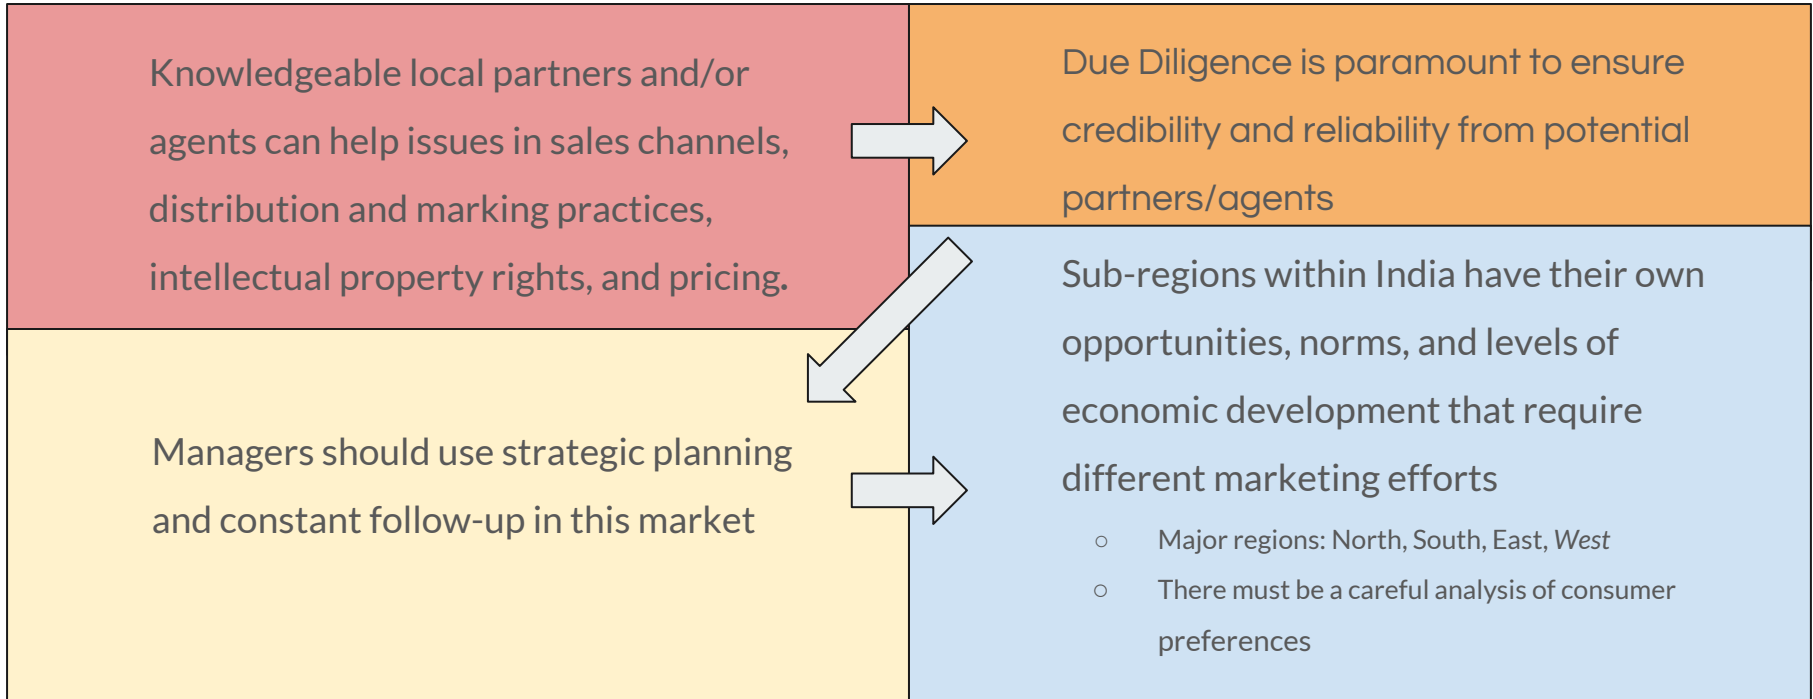 Knowledgeable local partners and/or
agents can help issues in sales channels,
distribution and marking practices,
intellectual property rights, and pricing.
Due Diligence is paramount to ensure
credibility and reliability from potential
partners/agents
Managers should use strategic planning
and constant follow-up in this market
Sub-regions within India have their own
opportunities, norms, and levels of
economic development that require
different marketing efforts
○ Major regions: North, South, East, West
○ There must be a careful analysis of consumer
preferences